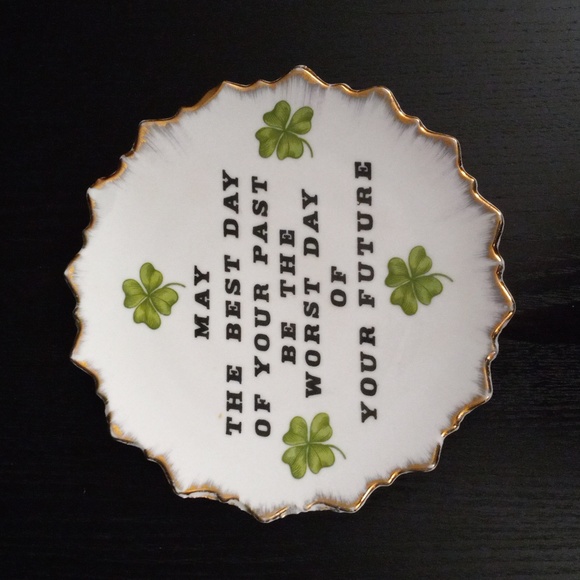 MAY
THE BEST DAY
OF YOUR PAST
BE THE
WORST DAY
OF
YOUR FUTURE